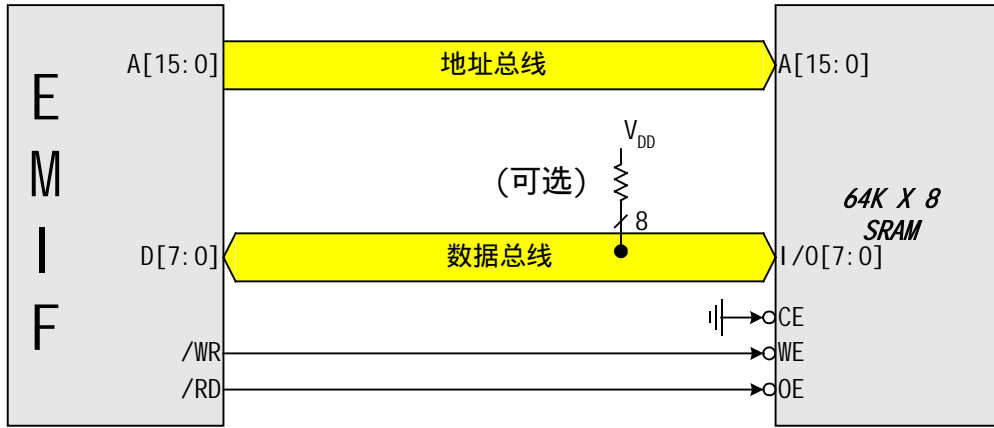 E
M
I
F
A[15:0]
地址总线
A[15:0]
VDD
(可选)
8
64K X 8
SRAM
D[7:0]
数据总线
I/O[7:0]
CE
/WR
WE
/RD
OE